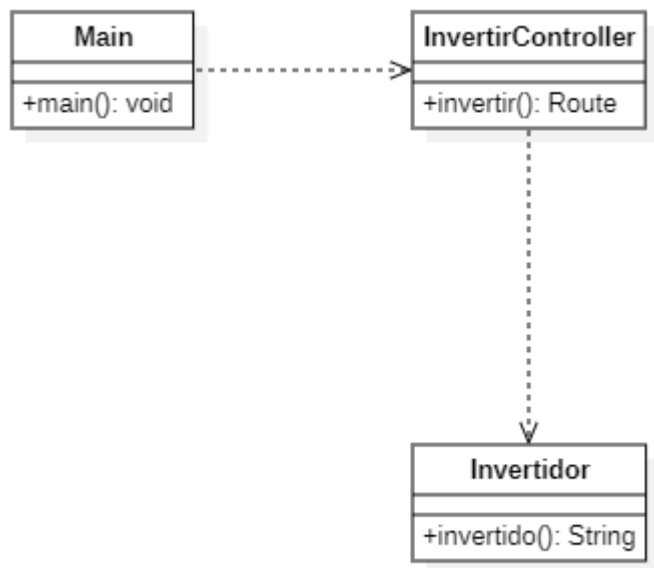 Main
+main(): void
InvertirController
+invertir(): Route
Invertidor
+invertido(): String